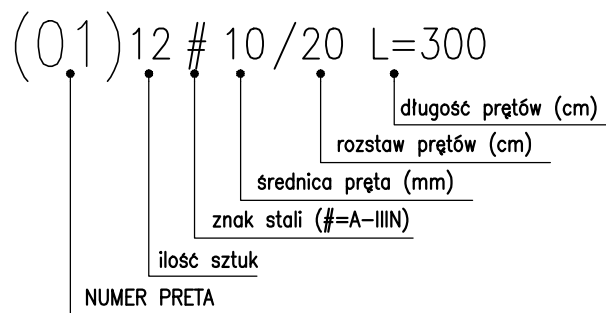 (01)12 # 10/20 L=300
długość prętów (cm)
rozstaw prętów (cm)
średnica pręta (mm)
znak stali (#=A-IIIN)
ilość sztuk
NUMER PRETA